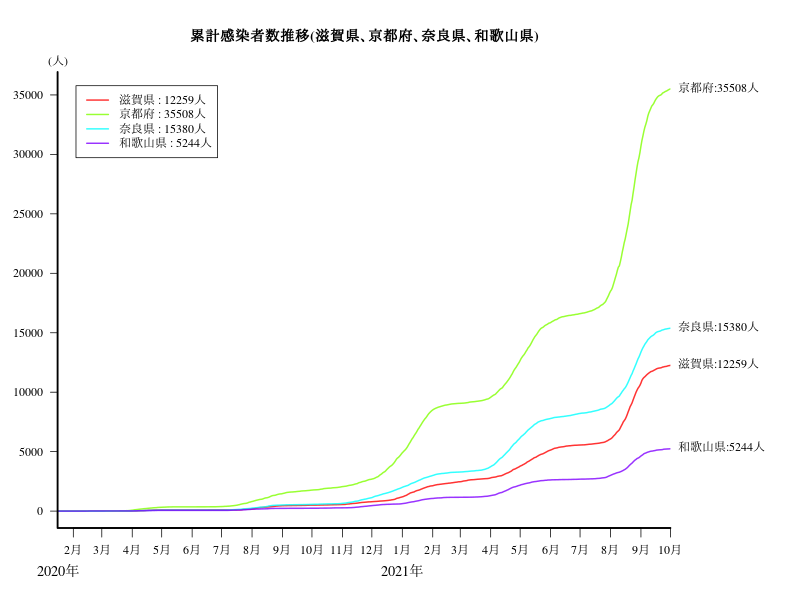 累計感染者数推移(滋賀県、京都府、奈良県、和歌山県)
(人)
滋賀県 : 12259人
京都府 : 35508人
奈良県 : 15380人
和歌山県 : 5244人
35000
30000
25000
20000
15000
10000
5000
0
京都府:35508人
奈良県:15380人
滋賀県:12259人
和歌山県:5244人
2月 3月 4月 5月 6月 7月 8月 9月 10月 11月 12月 1月 2月 3月 4月 5月 6月 7月 8月 9月 10月
2020年 2021年